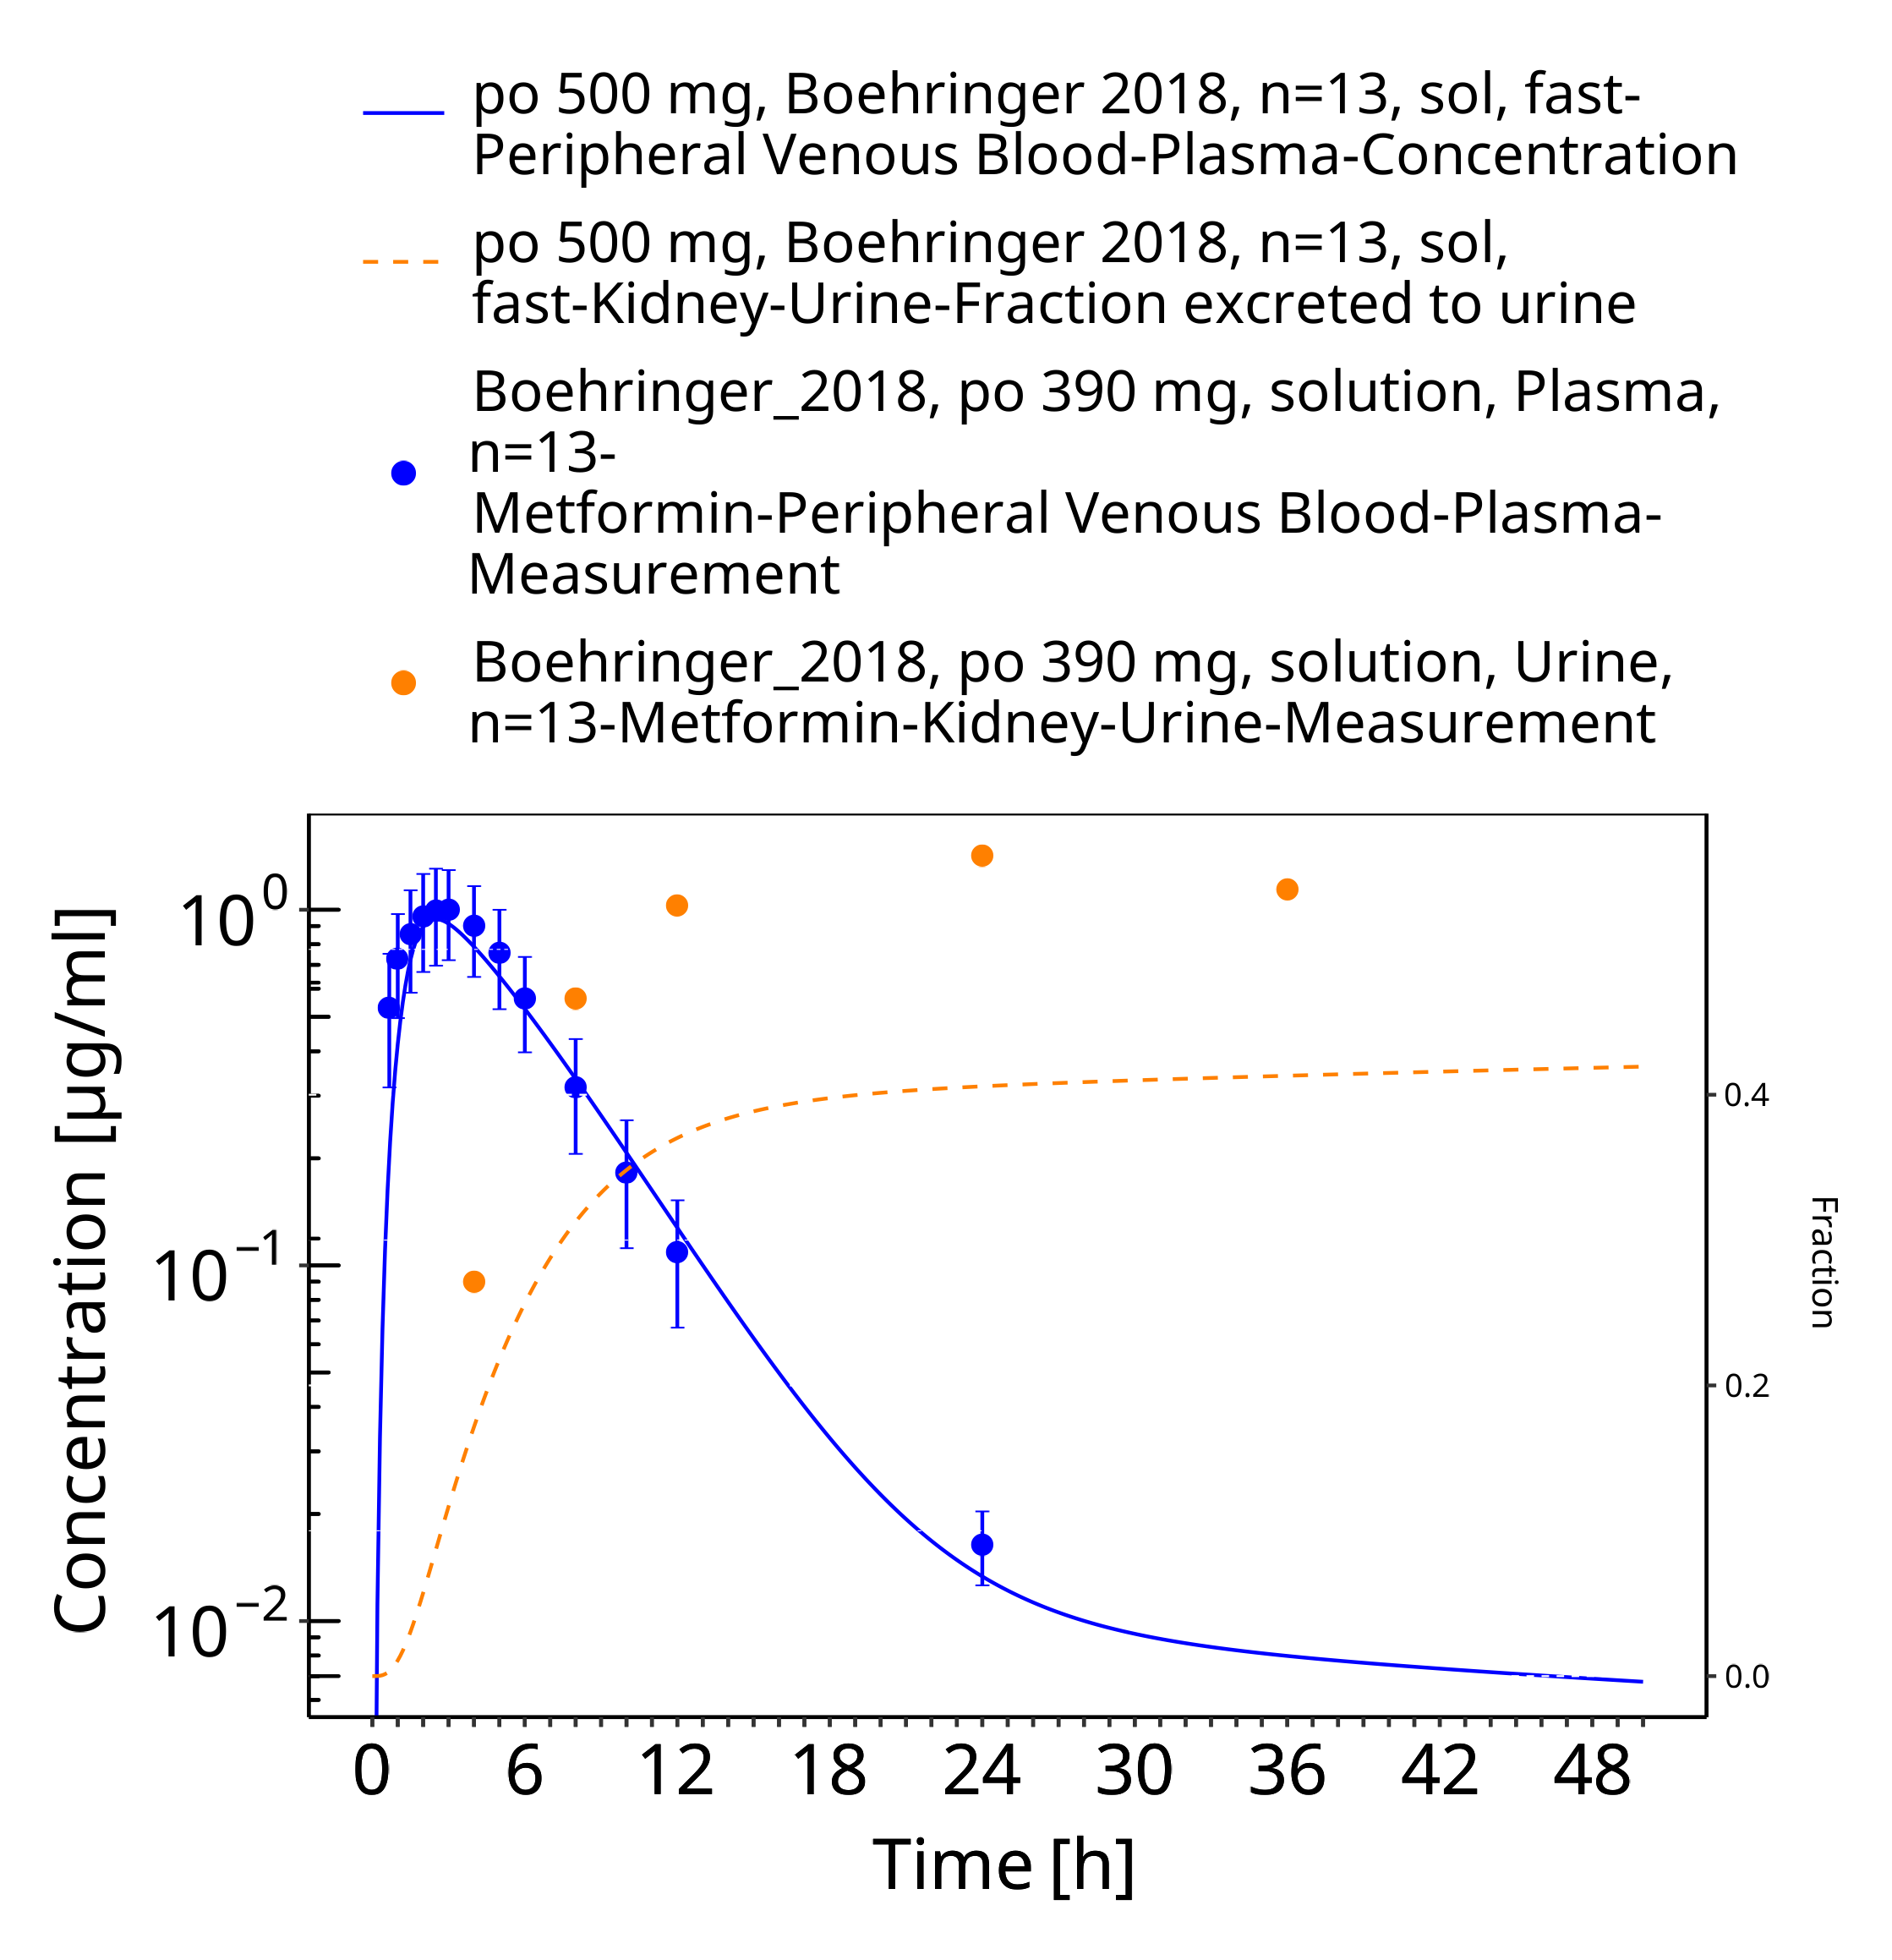 po 500 mg, Boehringer 2018, n=13, sol, fast-
Peripheral Venous Blood-Plasma-Concentration
po 500 mg, Boehringer 2018, n=13, sol,
fast-Kidney-Urine-Fraction excreted to urine
Boehringer_2018, po 390 mg, solution, Plasma,
n=13-
Metformin-Peripheral Venous Blood-Plasma-
Measurement
Boehringer_2018, po 390 mg, solution, Urine,
n=13-Metformin-Kidney-Urine-Measurement
Concentration [µg/ml]
10⁰
10⁻¹
10⁻²
0.4
0.2
0.0
Fraction
0 6 12 18 24 30 36 42 48
Time [h]